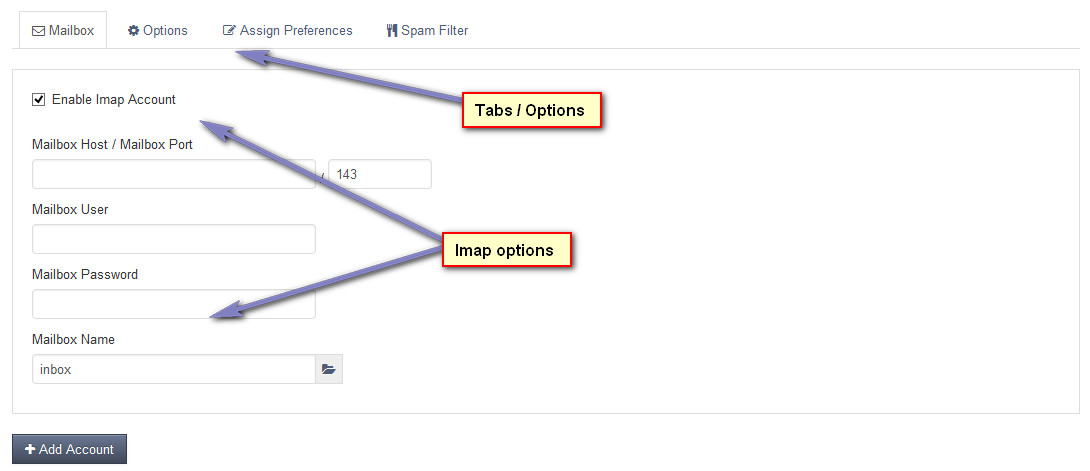 Mailbox Options Assign Preferences Spam Filter
Enable Imap Account
Tabs / Options
Mailbox Host / Mailbox Port
/ 143
Mailbox User
Imap options
Mailbox Password
Mailbox Name
inbox
Add Account